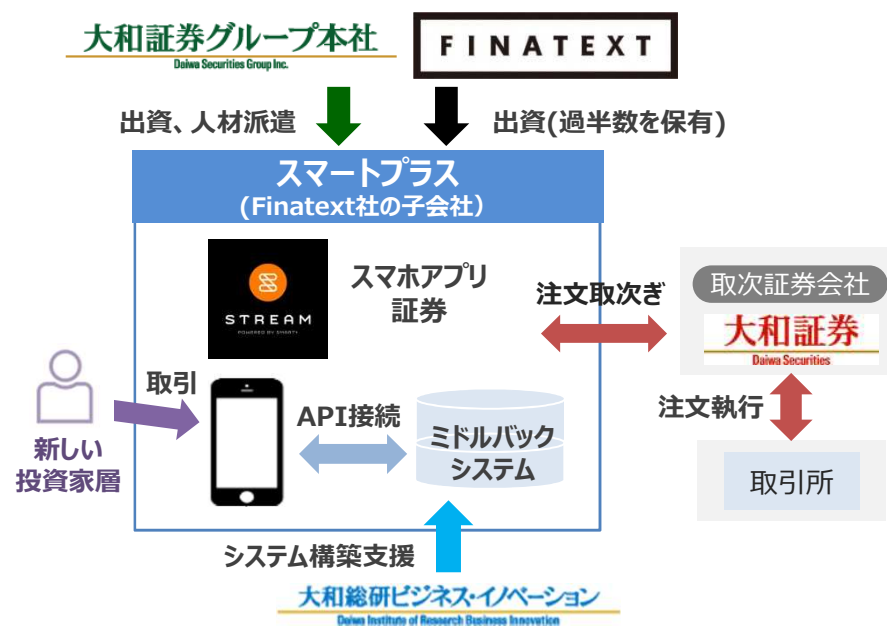 大和証券グループ本社
Daiwa Securities Group Inc.
FINATEXT
出資、人材派遣
出資(過半数を保有)
スマートプラス
(Finatext社の子会社）
STREAM
POWERED BY SMART+
スマホアプリ
証券
注文取次ぎ
取次証券会社
大和証券
Daiwa Securities
取引
API接続
ミドルバック
システム
注文執行
新しい
投資家層
取引所
システム構築支援
大和総研ビジネス・イノベーション
Daiwa Institute of Research Business Innovation